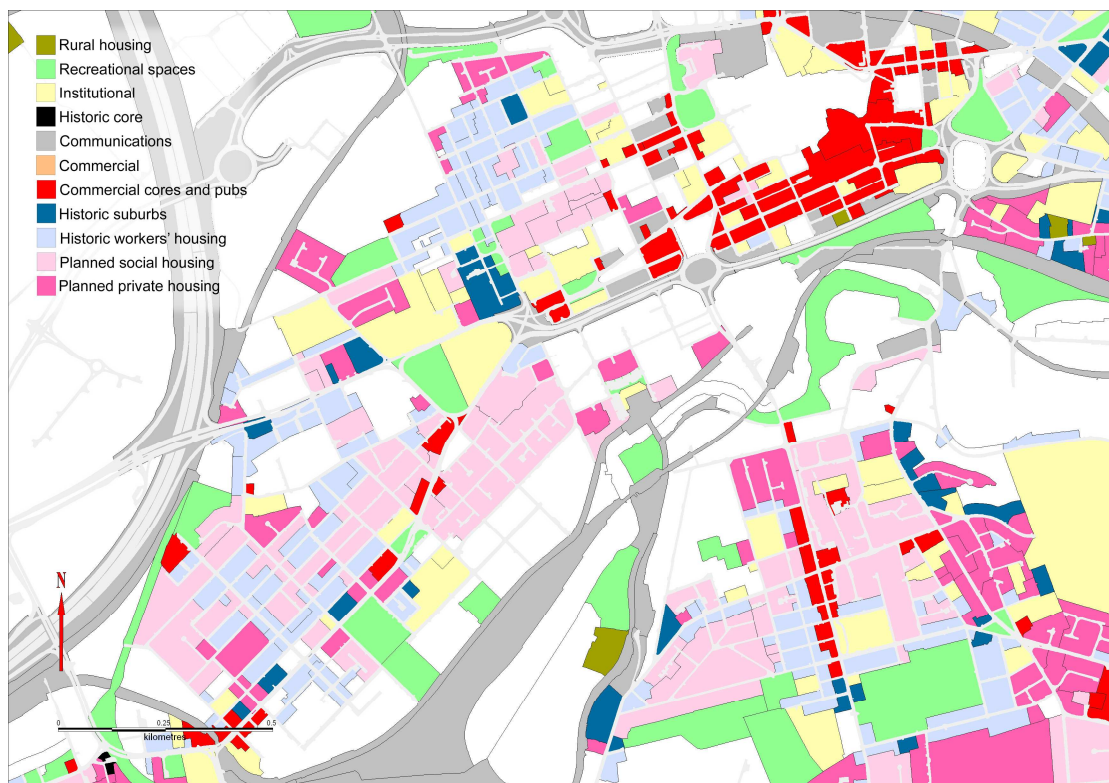 Rural housing
Recreational spaces
Institutional
Historic core
Communications
Commercial
Commercial cores and pubs
Historic suburbs
Historic workers' housing
Planned social housing
Planned private housing
N
0 0.25 0.5
kilometres